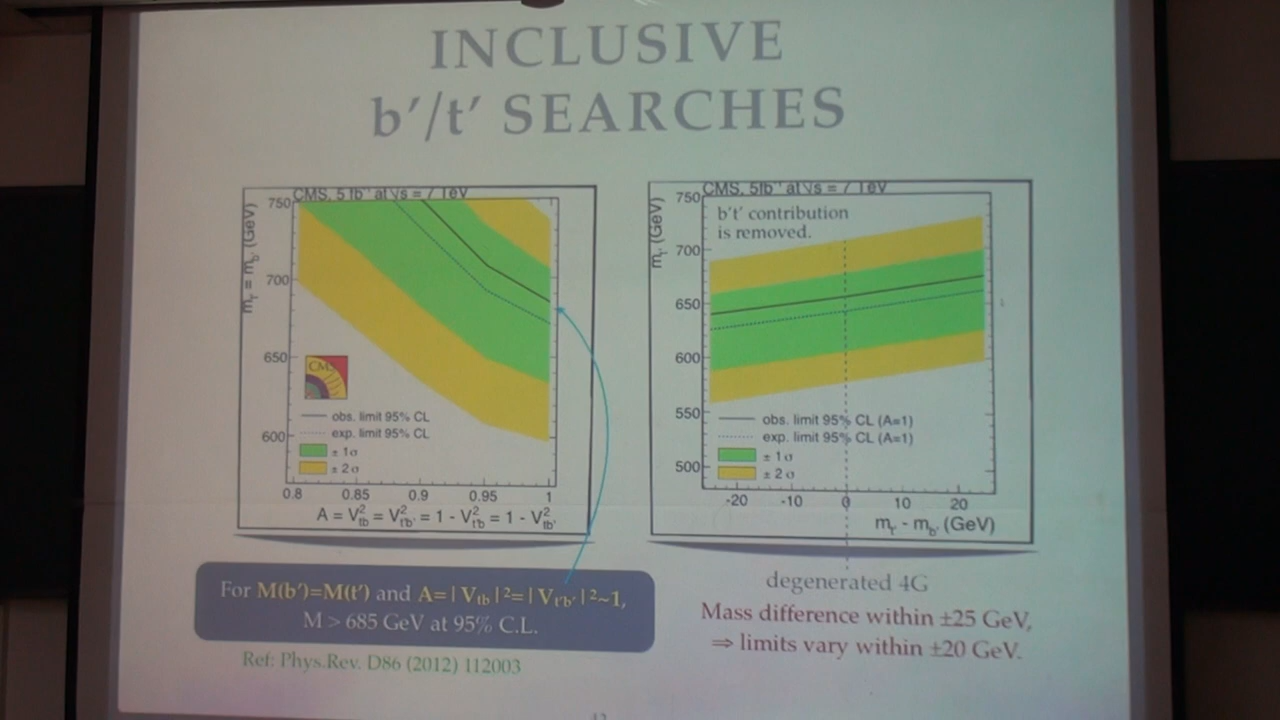 INCLUSIVE
b′/t′ SEARCHES
CMS, 5 fb⁻¹ at √s = 7 TeV
750
700
650
600
m_t' = m_b' (GeV)
CMS
obs. limit 95% CL
exp. limit 95% CL
± 1σ
± 2σ
0.8 0.85 0.9 0.95 1
A = V²_tb = V²_t'b' = 1 - V²_t'b = 1 - V²_tb'
CMS, 5fb⁻¹ at √s = 7 TeV
b't' contribution
is removed.
750
700
650
600
550
500
m_t' (GeV)
obs. limit 95% CL (A=1)
exp. limit 95% CL (A=1)
± 1σ
± 2σ
-20 -10 0 10 20
m_t' - m_b' (GeV)
For M(b′)=M(t′) and A=|V_tb|²=|V_t'b'|²~1,
M > 685 GeV at 95% C.L.
Ref: Phys.Rev. D86 (2012) 112003
degenerated 4G
Mass difference within ±25 GeV,
⇒ limits vary within ±20 GeV.